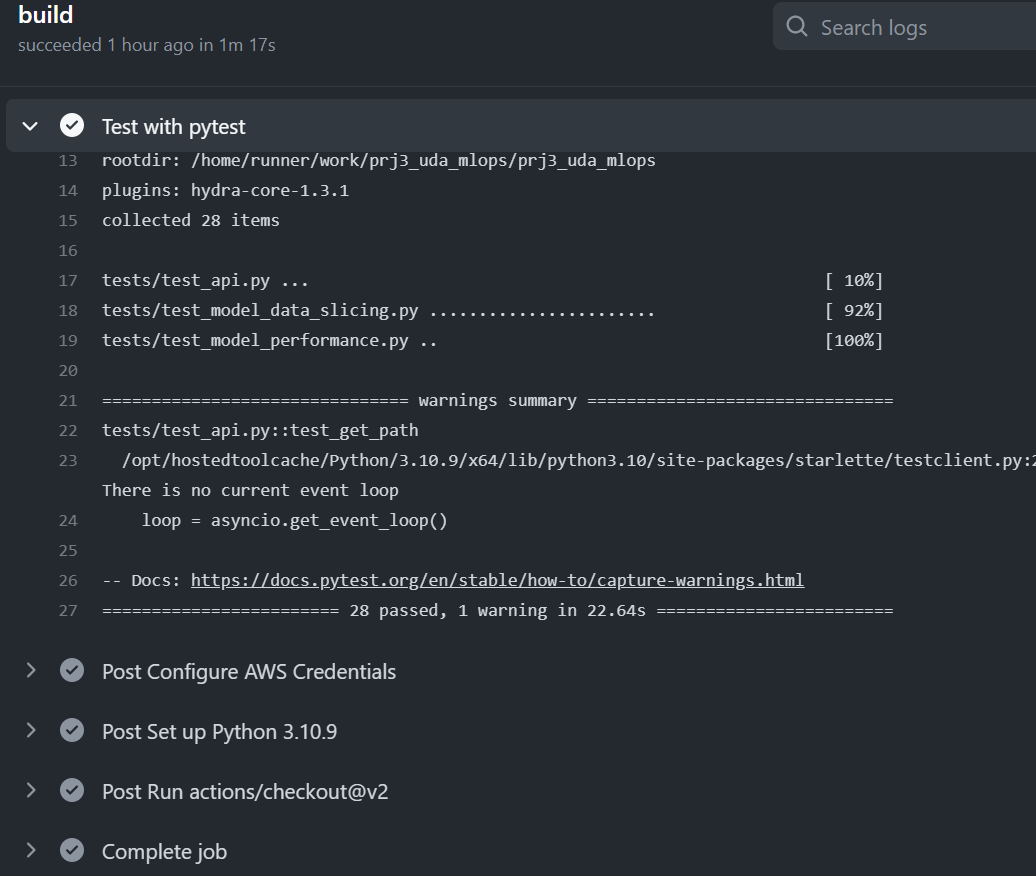 build
succeeded 1 hour ago in 1m 17s
Search logs
Test with pytest
13 rootdir: /home/runner/work/prj3_uda_mlops/prj3_uda_mlops
14 plugins: hydra-core-1.3.1
15 collected 28 items
16
17 tests/test_api.py ... [ 10%]
18 tests/test_model_data_slicing.py ....................... [ 92%]
19 tests/test_model_performance.py .. [100%]
20
21 =============================== warnings summary ===============================
22 tests/test_api.py::test_get_path
23 /opt/hostedtoolcache/Python/3.10.9/x64/lib/python3.10/site-packages/starlette/testclient.py:2
There is no current event loop
24 loop = asyncio.get_event_loop()
25
26 -- Docs: https://docs.pytest.org/en/stable/how-to/capture-warnings.html
27 ======================== 28 passed, 1 warning in 22.64s ========================
Post Configure AWS Credentials
Post Set up Python 3.10.9
Post Run actions/checkout@v2
Complete job